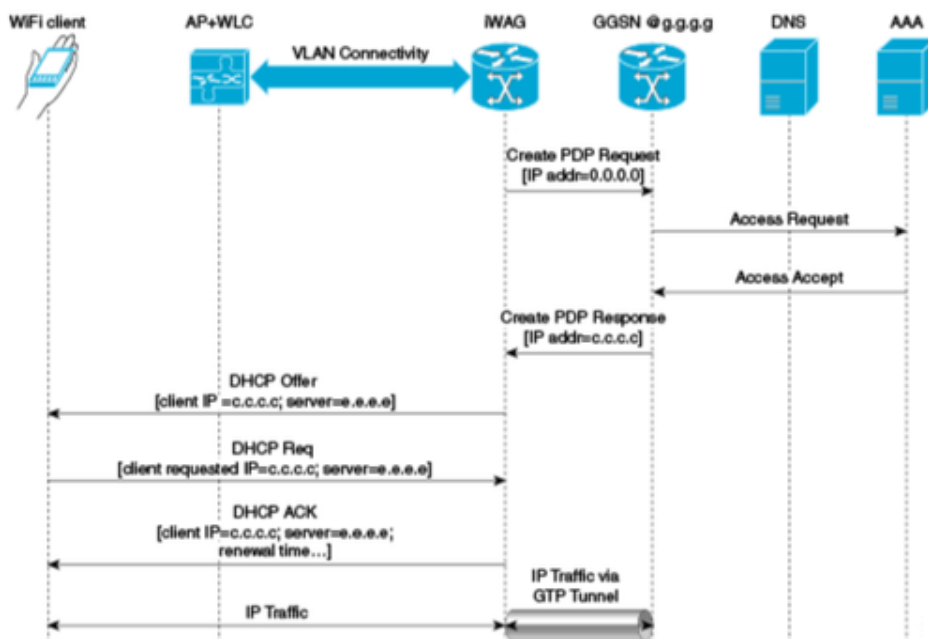 WiFi client
AP+WLC
iWAG
GGSN @g.g.g.g
DNS
AAA
VLAN Connectivity
Create PDP Request
[IP addr=0.0.0.0]
Access Request
Access Accept
Create PDP Response
[IP addr=c.c.c.c]
DHCP Offer
[client IP =c.c.c.c; server=e.e.e.e]
DHCP Req
[client requested IP=c.c.c.c; server=e.e.e.e]
DHCP ACK
[client IP=c.c.c.c; server=e.e.e.e;
renewal time...]
IP Traffic via
GTP Tunnel
IP Traffic